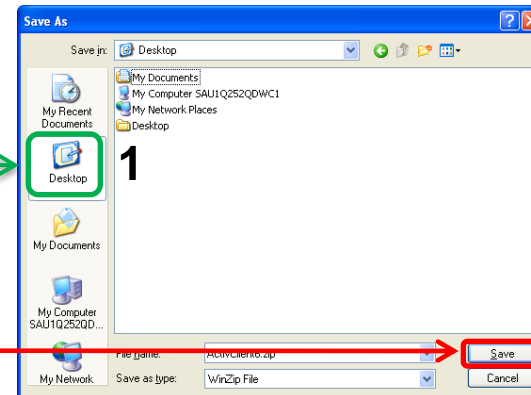 Save As
Save in:
Desktop
My Documents
My Computer SAU1Q252QDWC1
My Network Places
Desktop
My Recent
Documents
Desktop
1
My Documents
My Computer
SAU1Q252QD...
My Network
File name:
ActivClient6.zip
Save
Save as type:
WinZip File
Cancel